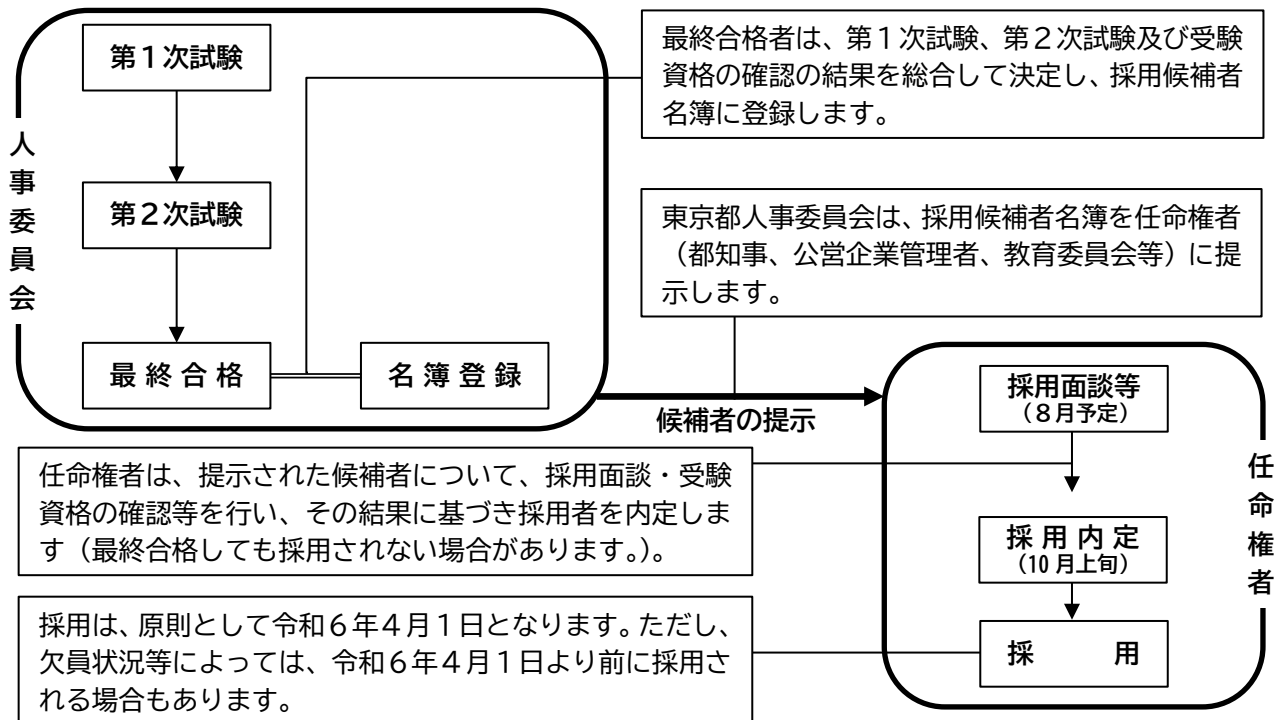 第１次試験
最終合格者は、第１次試験、第２次試験及び受験
資格の確認の結果を総合して決定し、採用候補者
名簿に登録します。
人事委員会
第２次試験
東京都人事委員会は、採用候補者名簿を任命権者
（都知事、公営企業管理者、教育委員会等）に提
示します。
最終合格
名簿登録
候補者の提示
採用面談等
（８月予定）
任命権者は、提示された候補者について、採用面談・受験
資格の確認等を行い、その結果に基づき採用者を内定しま
す（最終合格しても採用されない場合があります。）。
任命権者
採用内定
（10月上旬）
採用は、原則として令和６年４月１日となります。ただし、
欠員状況等によっては、令和６年４月１日より前に採用さ
れる場合もあります。
採　　用